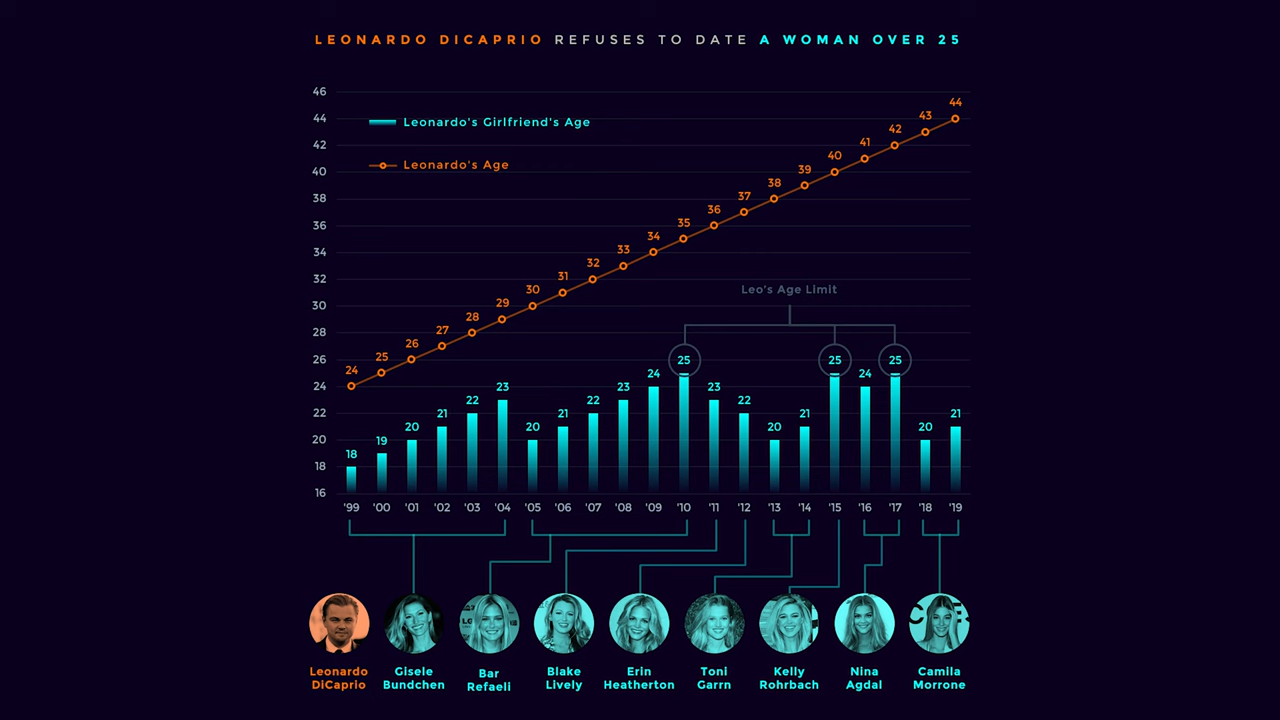 LEONARDO DICAPRIO REFUSES TO DATE A WOMAN OVER 25
46
44
42
40
38
36
34
32
30
28
26
24
22
20
18
16
Leonardo's Girlfriend's Age
Leonardo's Age
24 25 26 27 28 29 30 31 32 33 34 35 36 37 38 39 40 41 42 43 44
Leo's Age Limit
18 19 20 21 22 23 20 21 22 23 24 25 23 22 20 21 25 24 25 20 21
'99 '00 '01 '02 '03 '04 '05 '06 '07 '08 '09 '10 '11 '12 '13 '14 '15 '16 '17 '18 '19
Leonardo
DiCaprio
Gisele
Bundchen
Bar
Refaeli
Blake
Lively
Erin
Heatherton
Toni
Garrn
Kelly
Rohrbach
Nina
Agdal
Camila
Morrone